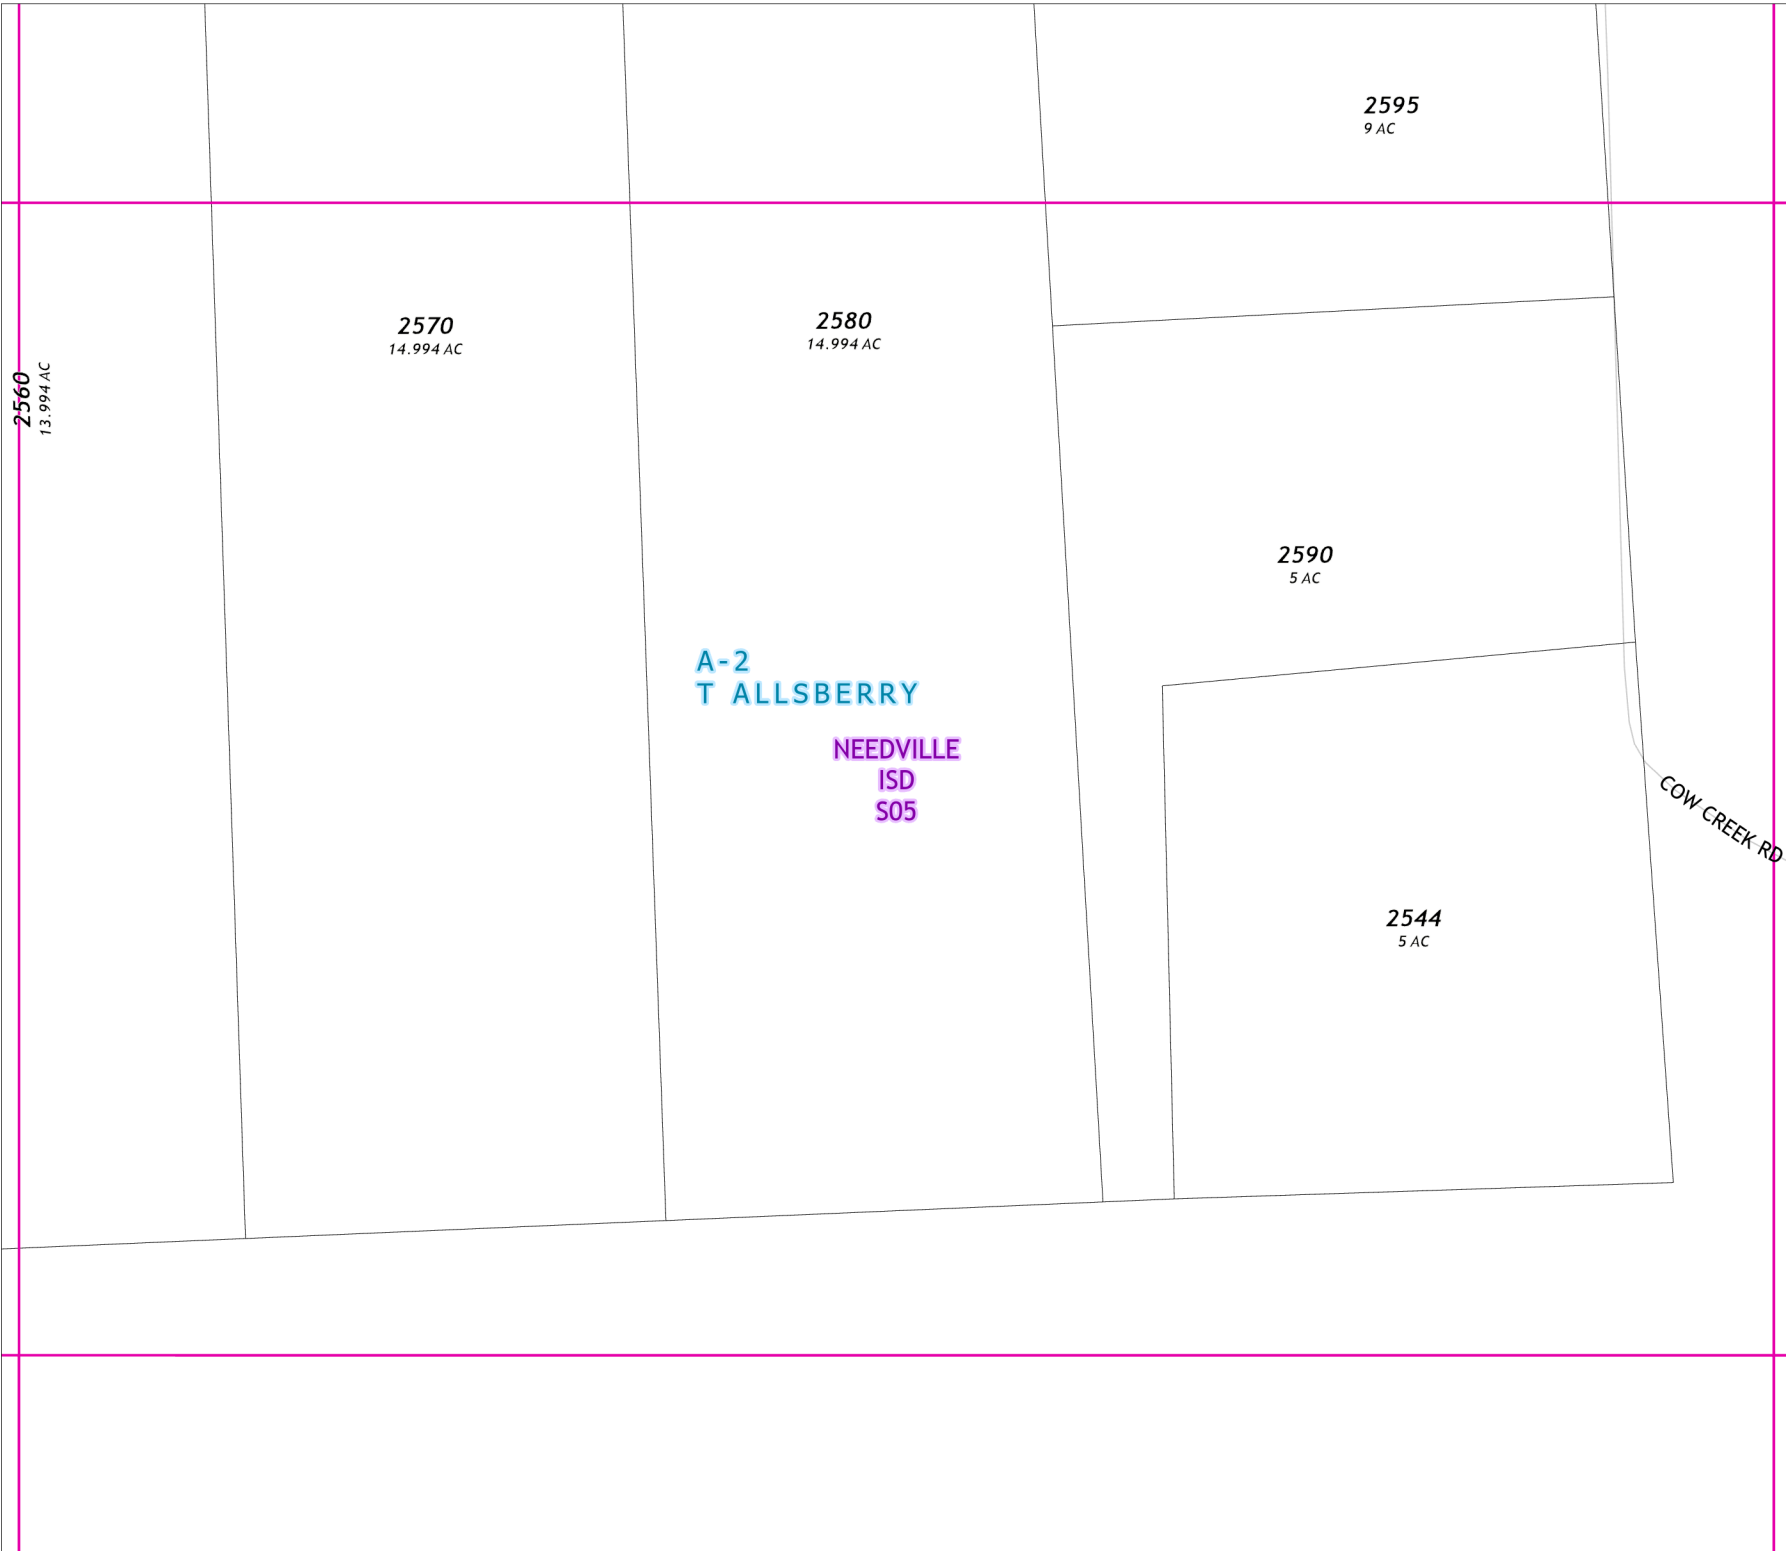 2595
9 AC
2570
14.994 AC
2580
14.994 AC
2560
13.994 AC
2590
5 AC
A-2
T ALLSBERRY
NEEDVILLE
ISD
S05
COW CREEK RD
2544
5 AC